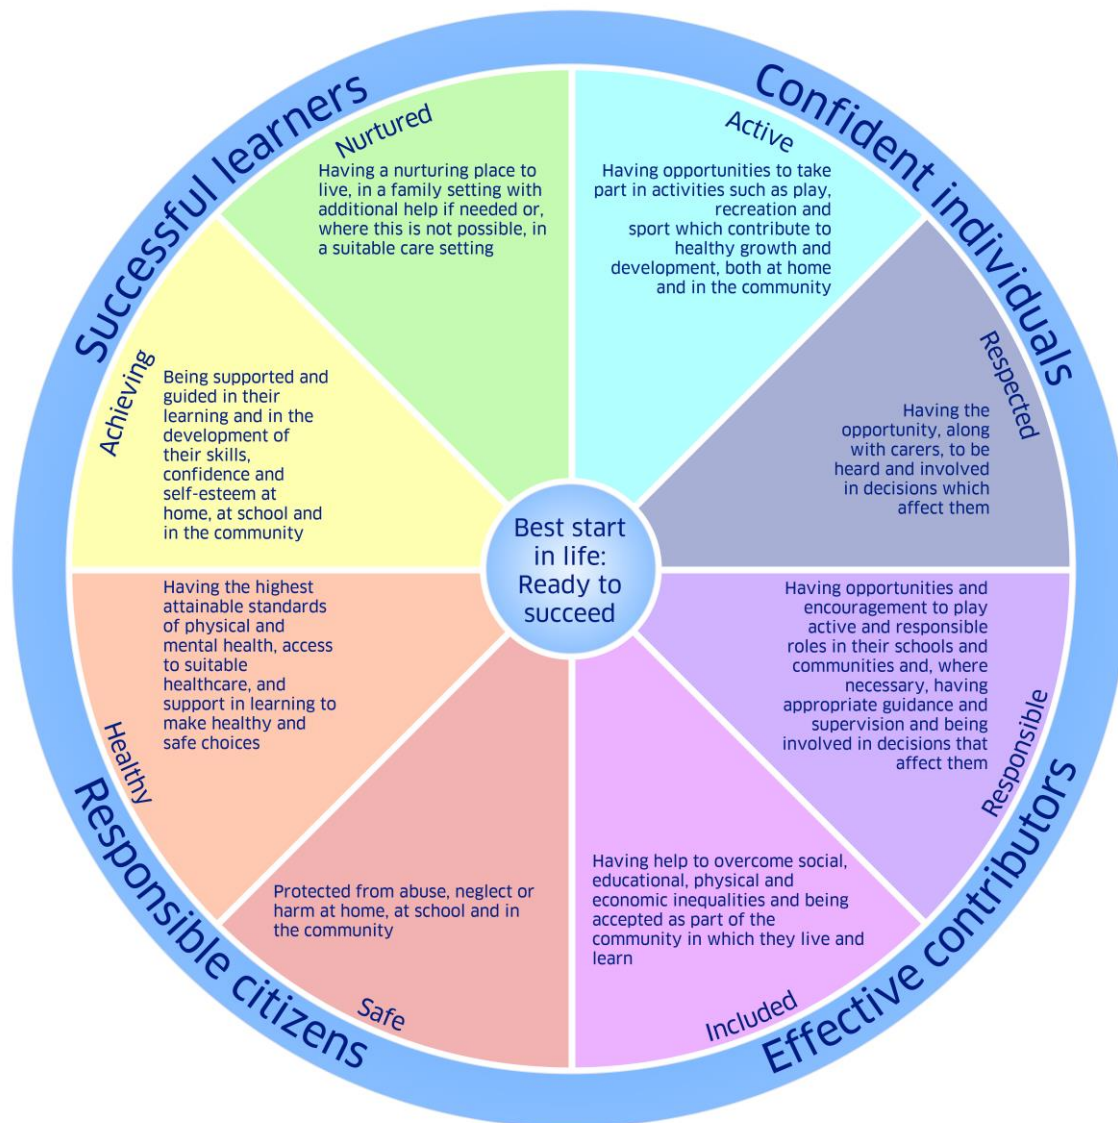 Successful learners
Confident individuals
Nurtured
Having a nurturing place to
live, in a family setting with
additional help if needed or,
where this is not possible, in
a suitable care setting
Active
Having opportunities to take
part in activities such as play,
recreation and
sport which contribute to
healthy growth and
development, both at home
and in the community
Achieving
Being supported and
guided in their
learning and in the
development of
their skills,
confidence and
self-esteem at
home, at school and
in the community
Respected
Having the
opportunity, along
with carers, to be
heard and involved
in decisions which
affect them
Best start
in life:
Ready to
succeed
Healthy
Having the highest
attainable standards
of physical and
mental health, access
to suitable
healthcare, and
support in learning to
make healthy and
safe choices
Responsible
Having opportunities and
encouragement to play
active and responsible
roles in their schools and
communities and, where
necessary, having
appropriate guidance and
supervision and being
involved in decisions that
affect them
Protected from abuse, neglect or
harm at home, at school and in
the community
Safe
Having help to overcome social,
educational, physical and
economic inequalities and being
accepted as part of the
community in which they live and
learn
Included
Responsible citizens
Effective contributors